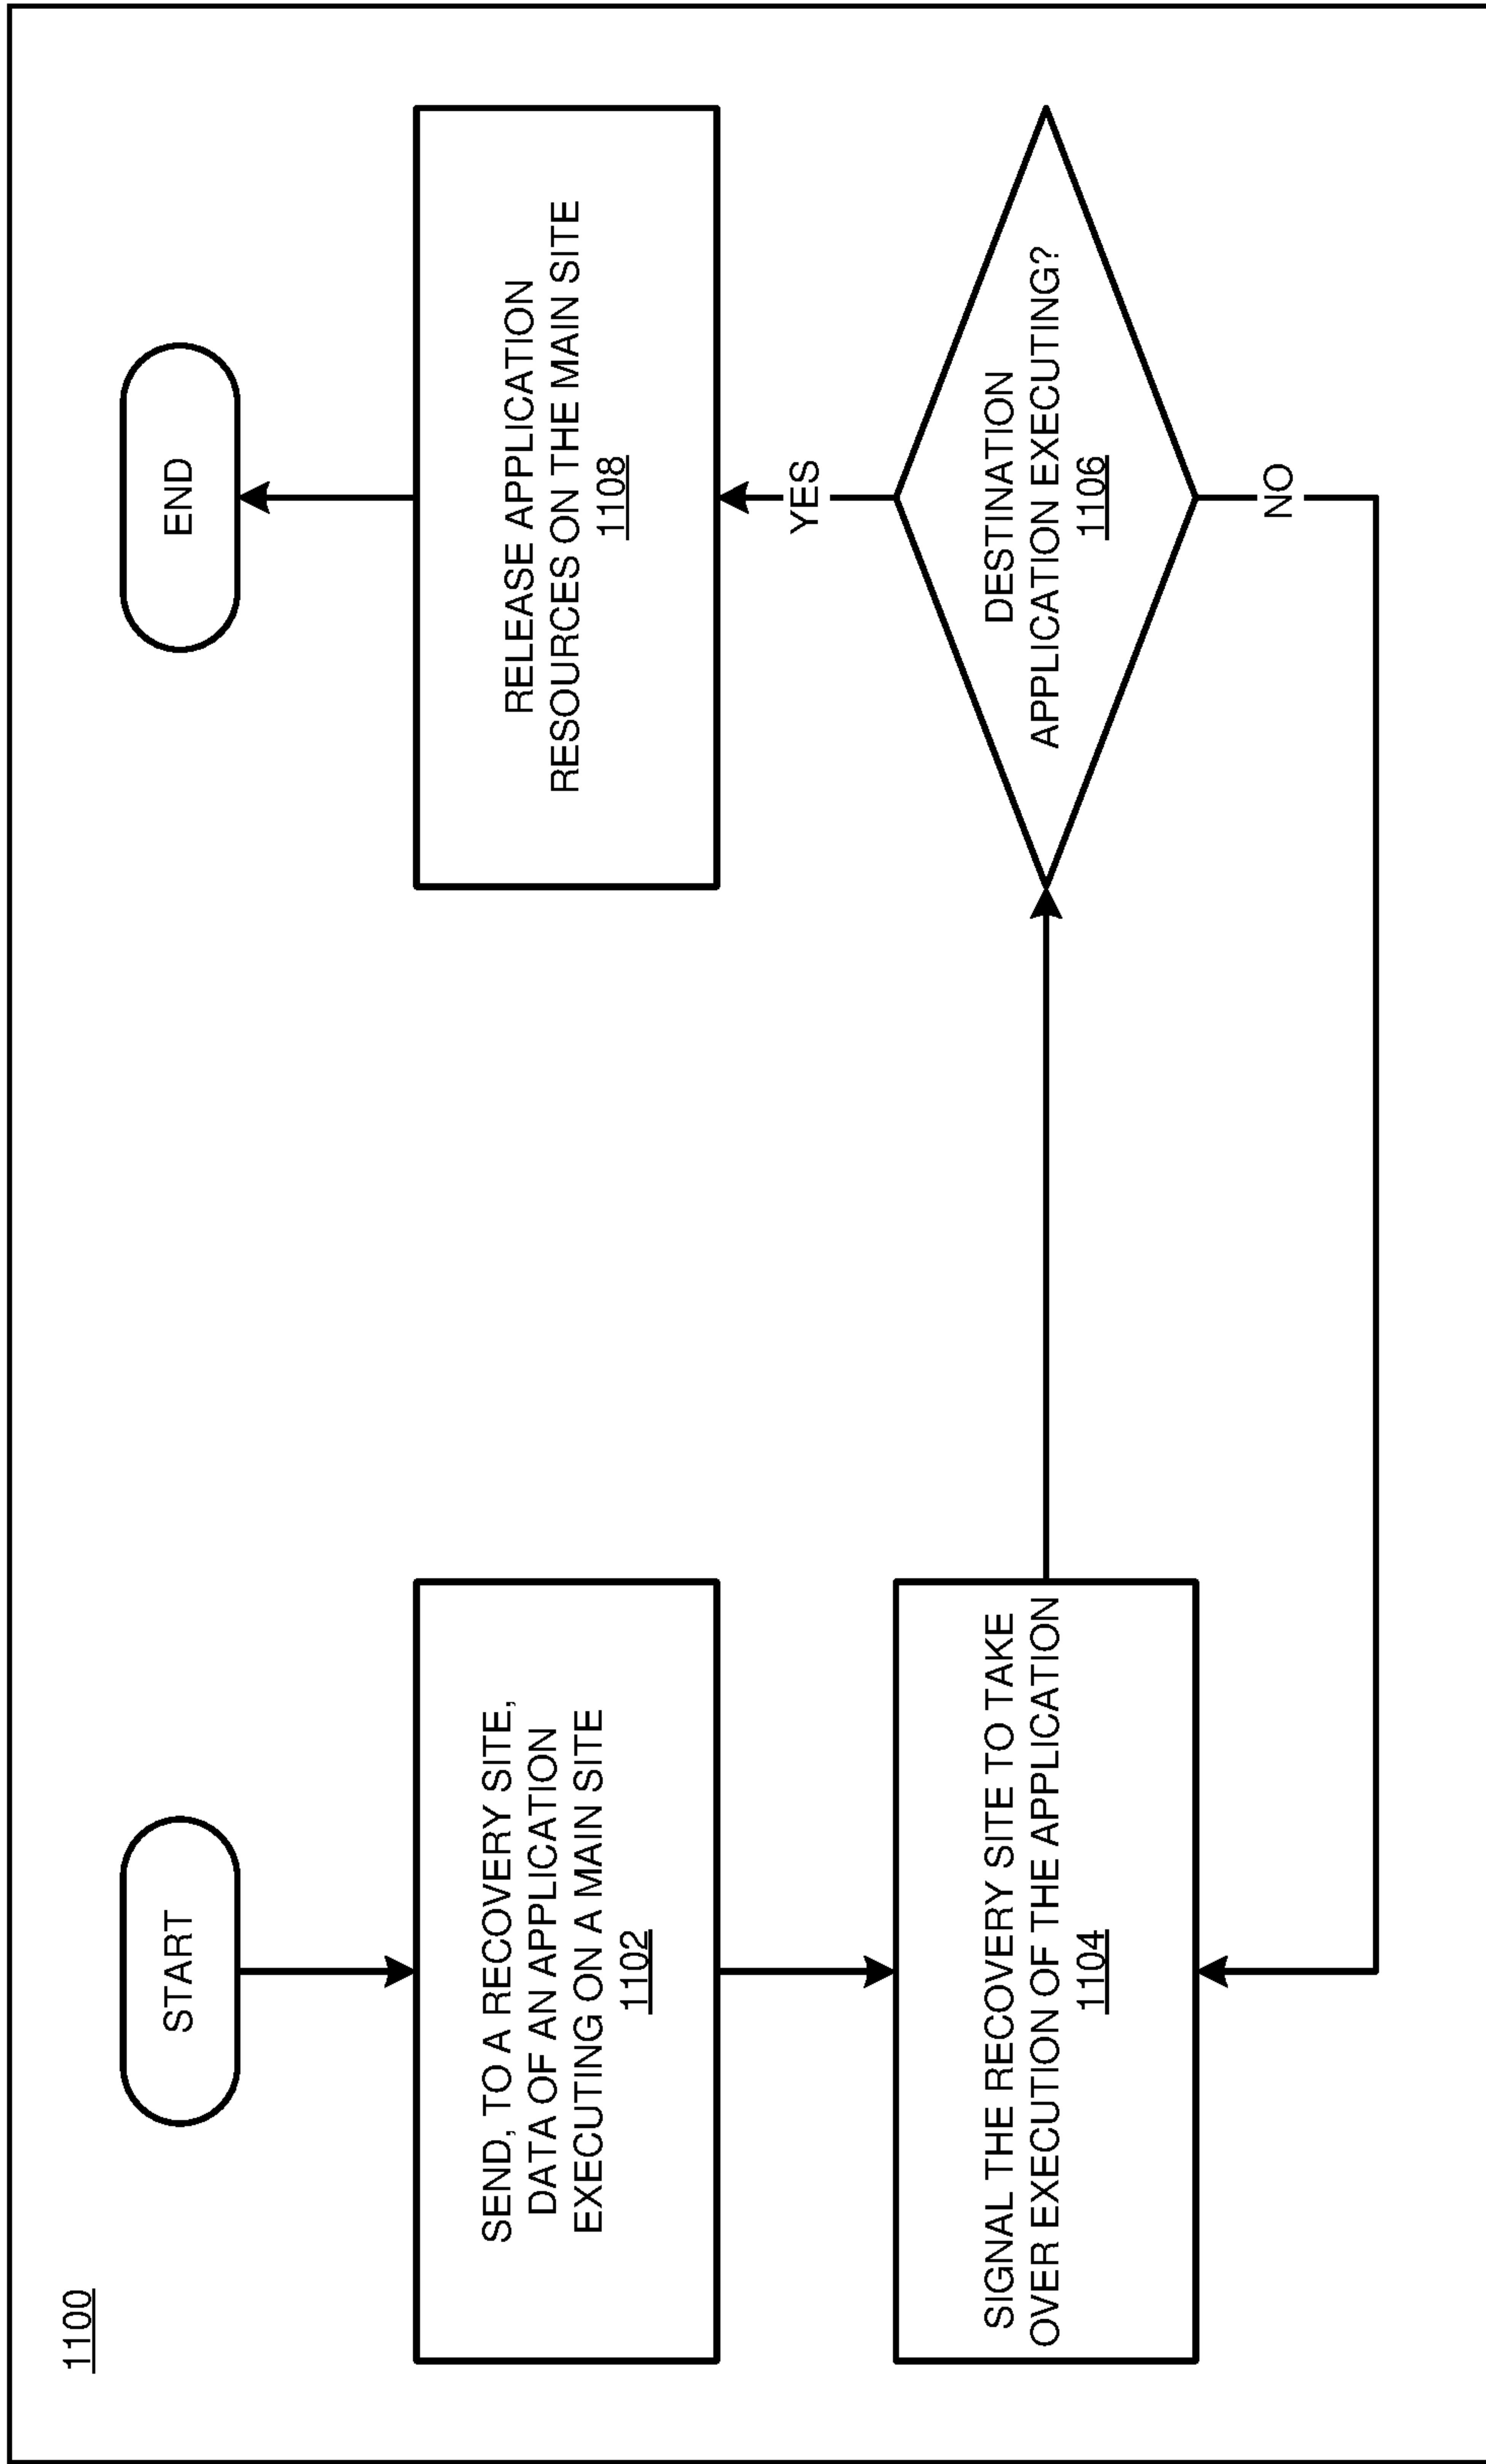 1100
START
SEND, TO A RECOVERY SITE,
DATA OF AN APPLICATION
EXECUTING ON A MAIN SITE
1102
SIGNAL THE RECOVERY SITE TO TAKE
OVER EXECUTION OF THE APPLICATION
1104
DESTINATION
APPLICATION EXECUTING?
1106
NO
YES
RELEASE APPLICATION
RESOURCES ON THE MAIN SITE
1108
END